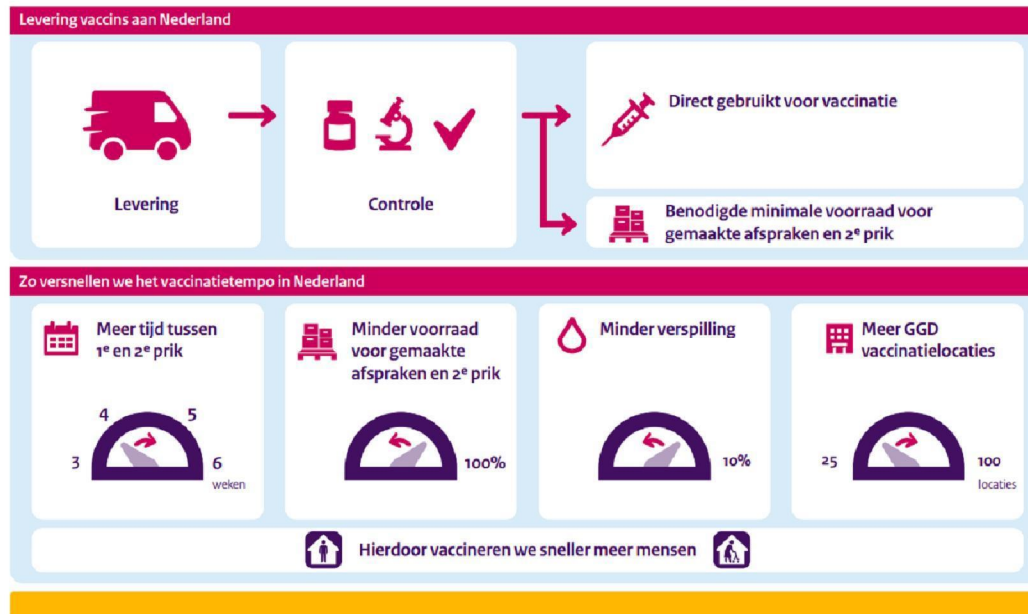 Levering vaccins aan Nederland
Levering
Controle
Direct gebruikt voor vaccinatie
Benodigde minimale voorraad voor
gemaakte afspraken en 2e prik
Zo versnellen we het vaccinatietempo in Nederland
Meer tijd tussen
1e en 2e prik
3
4
5
6
weken
Minder voorraad
voor gemaakte
afspraken en 2e prik
100%
Minder verspilling
10%
Meer GGD
vaccinatielocaties
25
100
locaties
Hierdoor vaccineren we sneller meer mensen